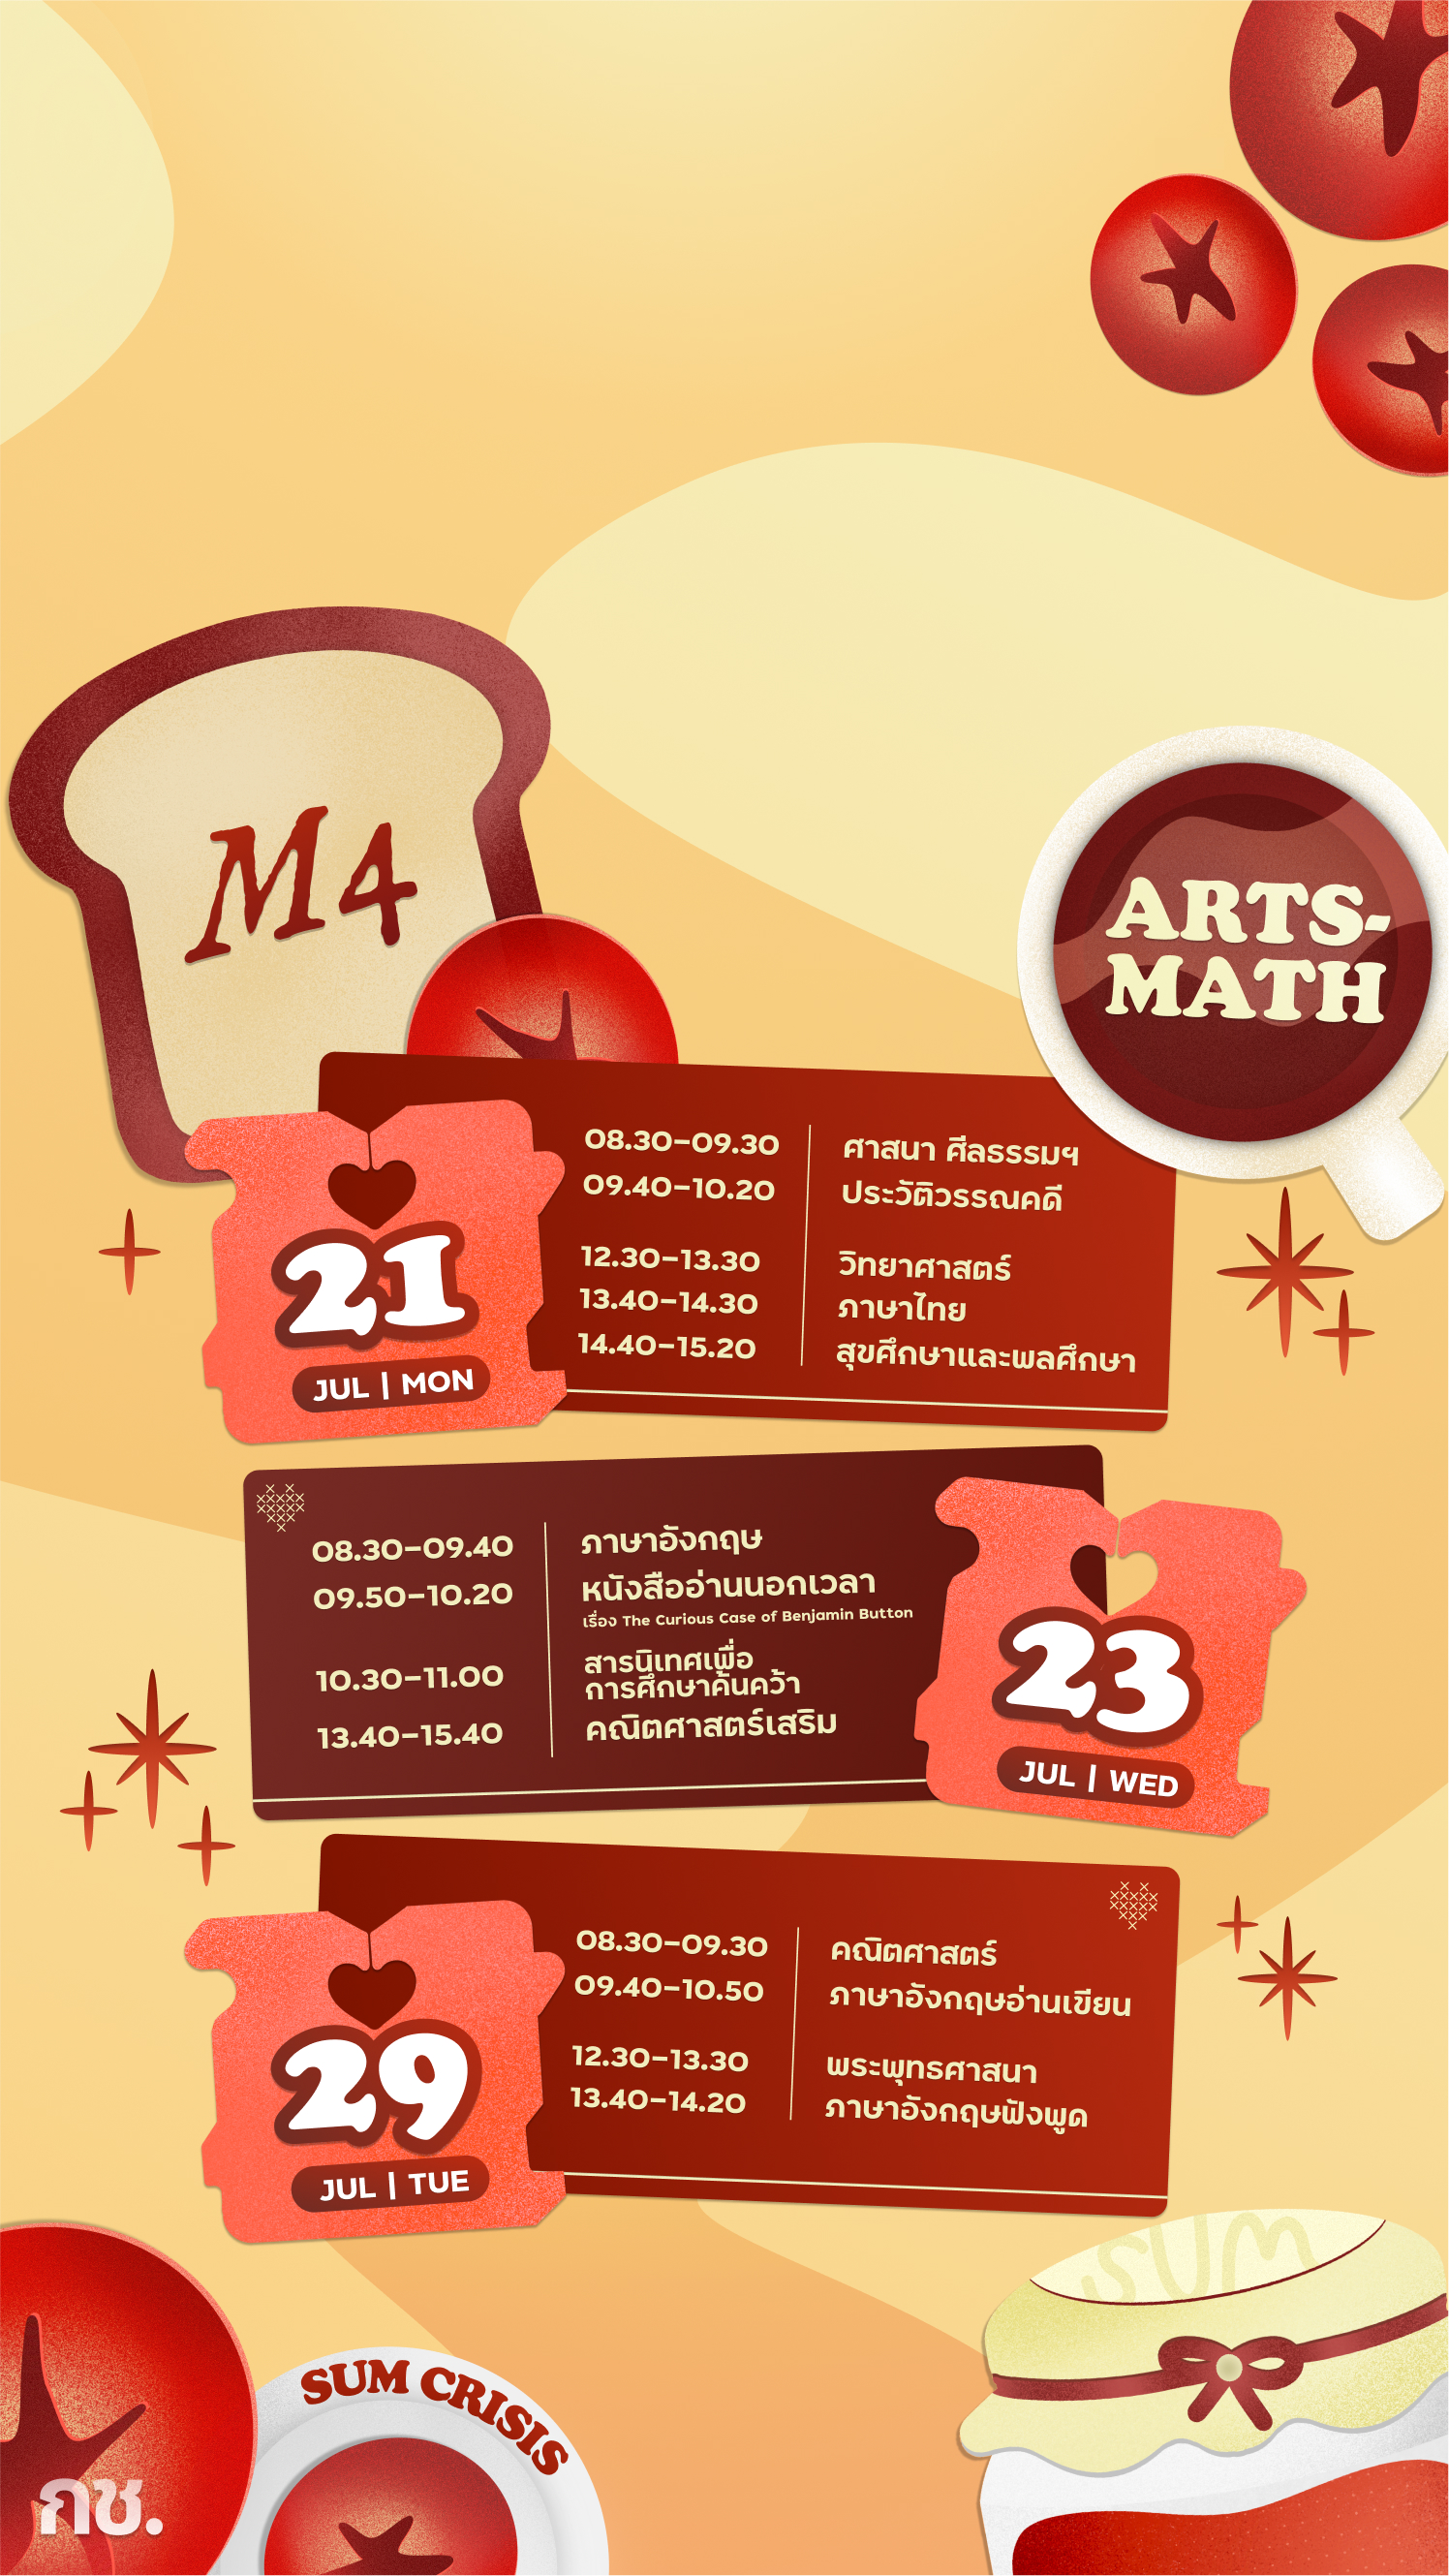 M4
ARTS-
MATH
21
JUL | MON
08.30-09.30 ศาสนา ศีลธรรมฯ
09.40-10.20 ประวัติวรรณคดี
12.30-13.30 วิทยาศาสตร์
13.40-14.30 ภาษาไทย
14.40-15.20 สุขศึกษาและพลศึกษา
08.30-09.40 ภาษาอังกฤษ
09.50-10.20 หนังสืออ่านนอกเวลา
เรื่อง The Curious Case of Benjamin Button
10.30-11.00 สารนิเทศเพื่อ
การศึกษาค้นคว้า
13.40-15.40 คณิตศาสตร์เสริม
23
JUL | WED
29
JUL | TUE
08.30-09.30 คณิตศาสตร์
09.40-10.50 ภาษาอังกฤษอ่านเขียน
12.30-13.30 พระพุทธศาสนา
13.40-14.20 ภาษาอังกฤษฟังพูด
SUM
SUM CRISIS
กช.